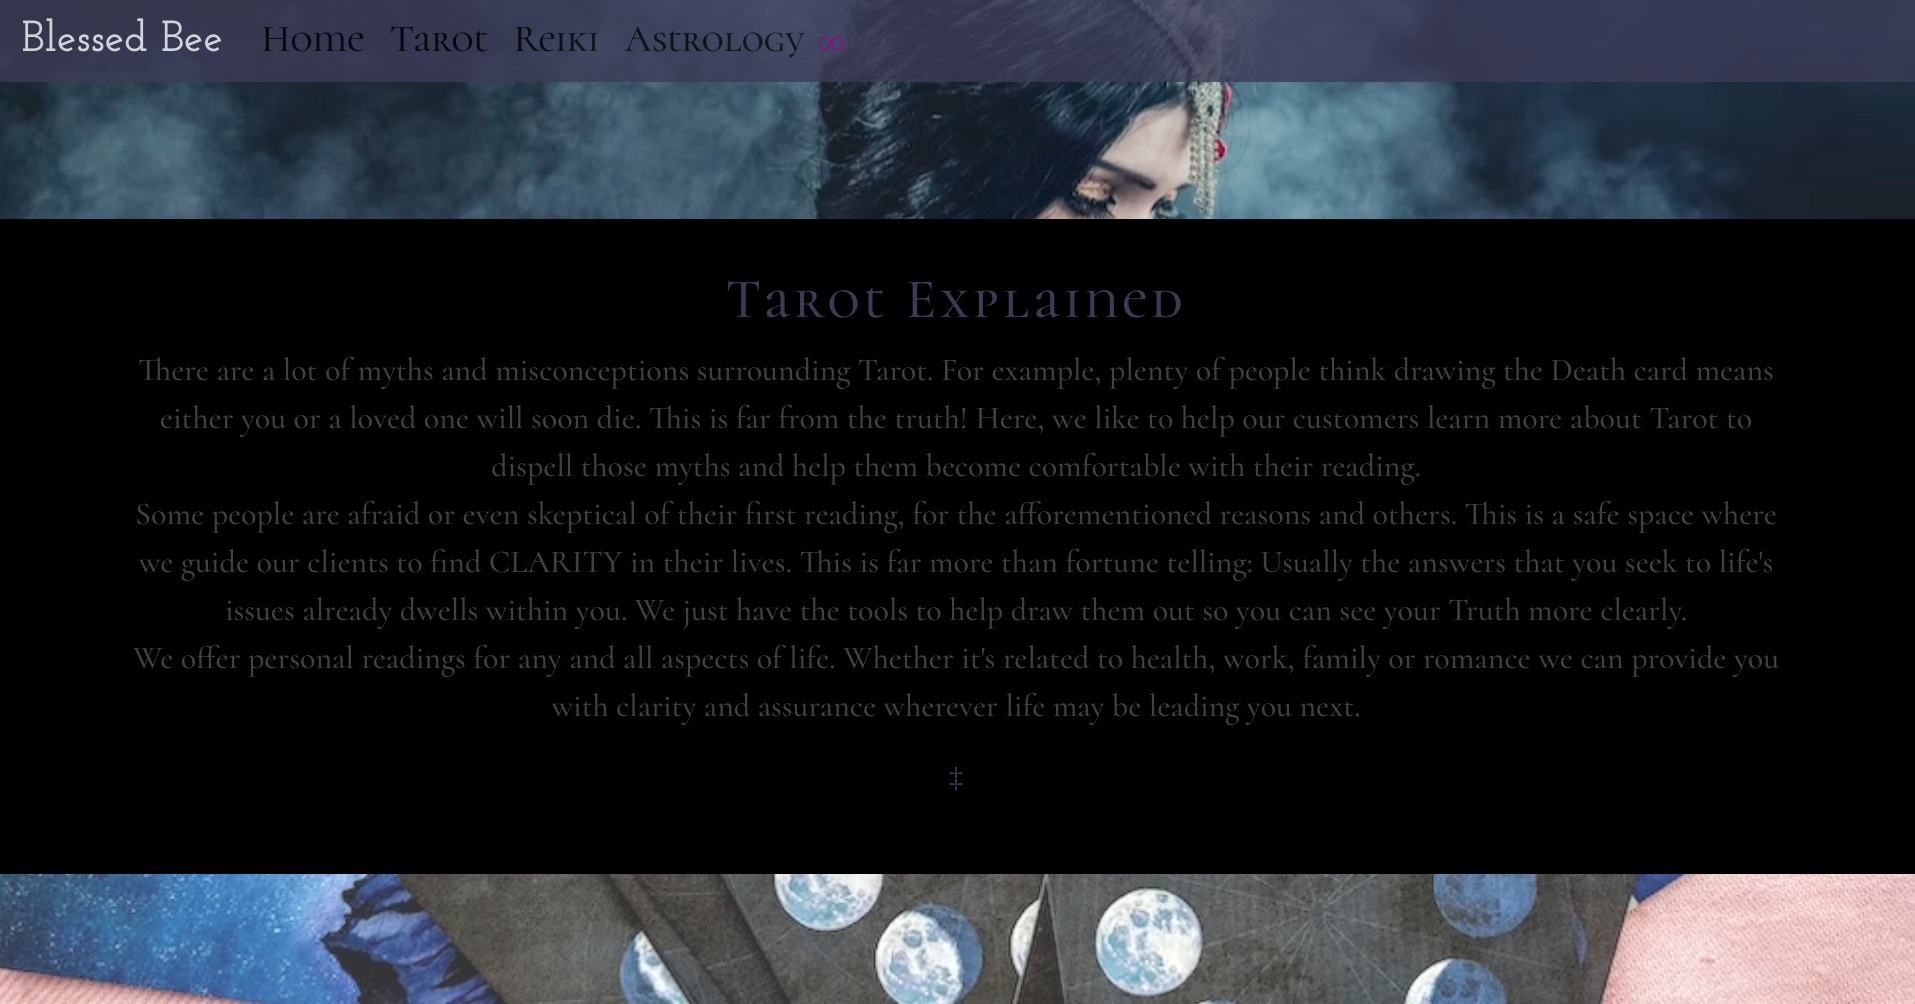 Blessed Bee Home Tarot Reiki Astrology ∞
Tarot Explained
There are a lot of myths and misconceptions surrounding Tarot. For example, plenty of people think drawing the Death card means
either you or a loved one will soon die. This is far from the truth! Here, we like to help our customers learn more about Tarot to
dispell those myths and help them become comfortable with their reading.
Some people are afraid or even skeptical of their first reading, for the afforementioned reasons and others. This is a safe space where
we guide our clients to find CLARITY in their lives. This is far more than fortune telling: Usually the answers that you seek to life's
issues already dwells within you. We just have the tools to help draw them out so you can see your Truth more clearly.
We offer personal readings for any and all aspects of life. Whether it's related to health, work, family or romance we can provide you
with clarity and assurance wherever life may be leading you next.
‡